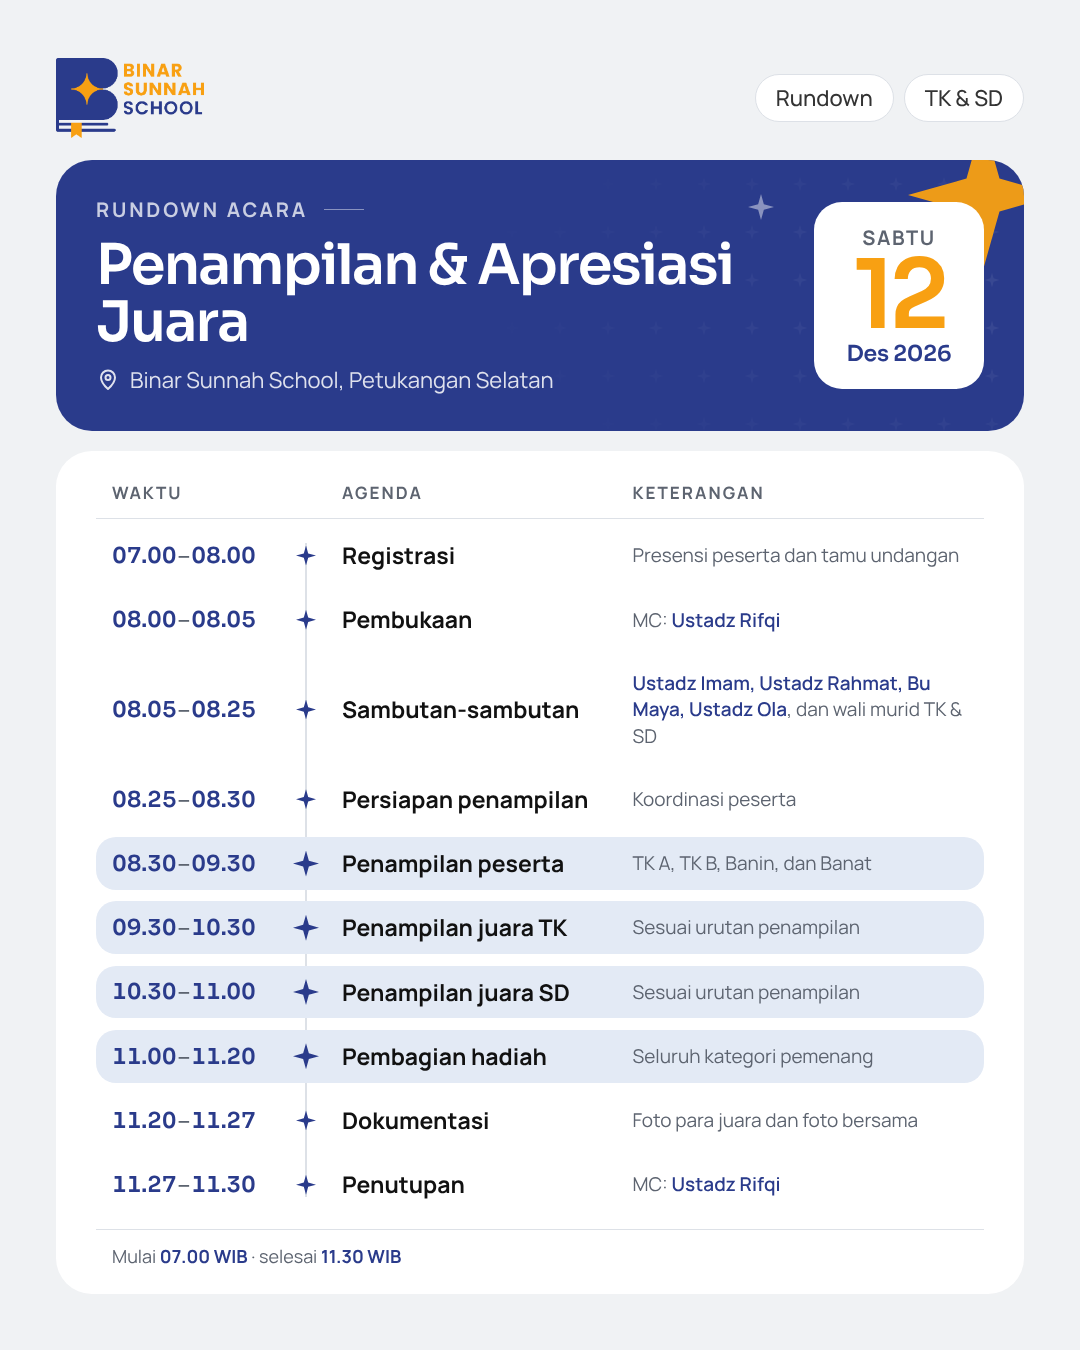 BINAR
SUNNAH
SCHOOL
Rundown
TK & SD
RUNDOWN ACARA
Penampilan & Apresiasi
Juara
Binar Sunnah School, Petukangan Selatan
SABTU
12
Des 2026
WAKTU AGENDA KETERANGAN
07.00–08.00 Registrasi Presensi peserta dan tamu undangan
08.00–08.05 Pembukaan MC: Ustadz Rifqi
08.05–08.25 Sambutan-sambutan Ustadz Imam, Ustadz Rahmat, Bu
Maya, Ustadz Ola, dan wali murid TK &
SD
08.25–08.30 Persiapan penampilan Koordinasi peserta
08.30–09.30 Penampilan peserta TK A, TK B, Banin, dan Banat
09.30–10.30 Penampilan juara TK Sesuai urutan penampilan
10.30–11.00 Penampilan juara SD Sesuai urutan penampilan
11.00–11.20 Pembagian hadiah Seluruh kategori pemenang
11.20–11.27 Dokumentasi Foto para juara dan foto bersama
11.27–11.30 Penutupan MC: Ustadz Rifqi
Mulai 07.00 WIB · selesai 11.30 WIB